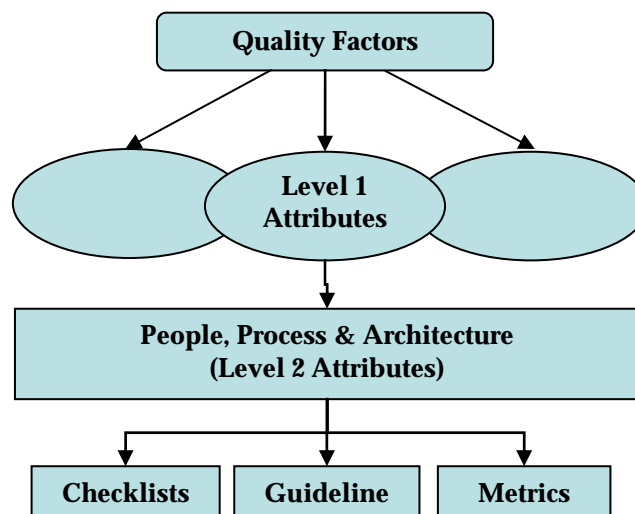 Quality Factors
Level 1
Attributes
People, Process & Architecture
(Level 2 Attributes)
Checklists
Guideline
Metrics